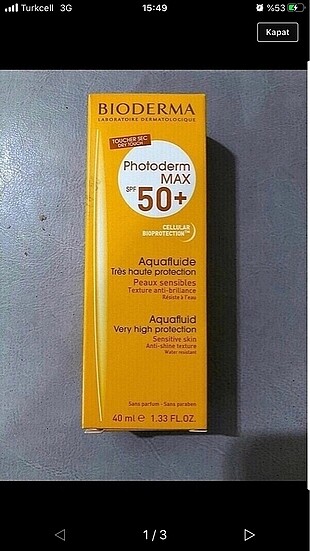 Turkcell 3G
15:49
%53
Kapat
BIODERMA
LABORATOIRE DERMATOLOGIQUE
TOUCHER SEC
DRY TOUCH
Photoderm
MAX
SPF 50+
CELLULAR
BIOPROTECTION™
Aquafluide
Très haute protection
Peaux sensibles
Texture anti-brillance
Résiste à l'eau
Aquafluid
Very high protection
Sensitive skin
Anti-shine texture
Water resistant
Sans parfum - Sans paraben
40 ml ℮ 1.33 FL.OZ.
1 / 3